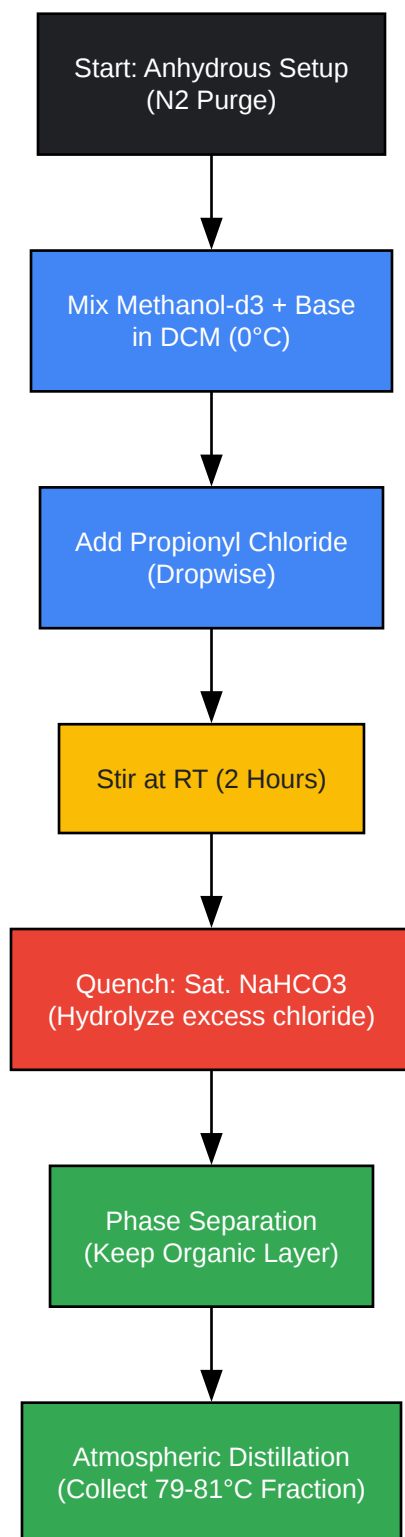 Start: Anhydrous Setup
(N2 Purge)
Mix Methanol-d3 + Base
in DCM (0°C)
Add Propionyl Chloride
(Dropwise)
Stir at RT (2 Hours)
Quench: Sat. NaHCO3
(Hydrolyze excess chloride)
Phase Separation
(Keep Organic Layer)
Atmospheric Distillation
(Collect 79-81°C Fraction)